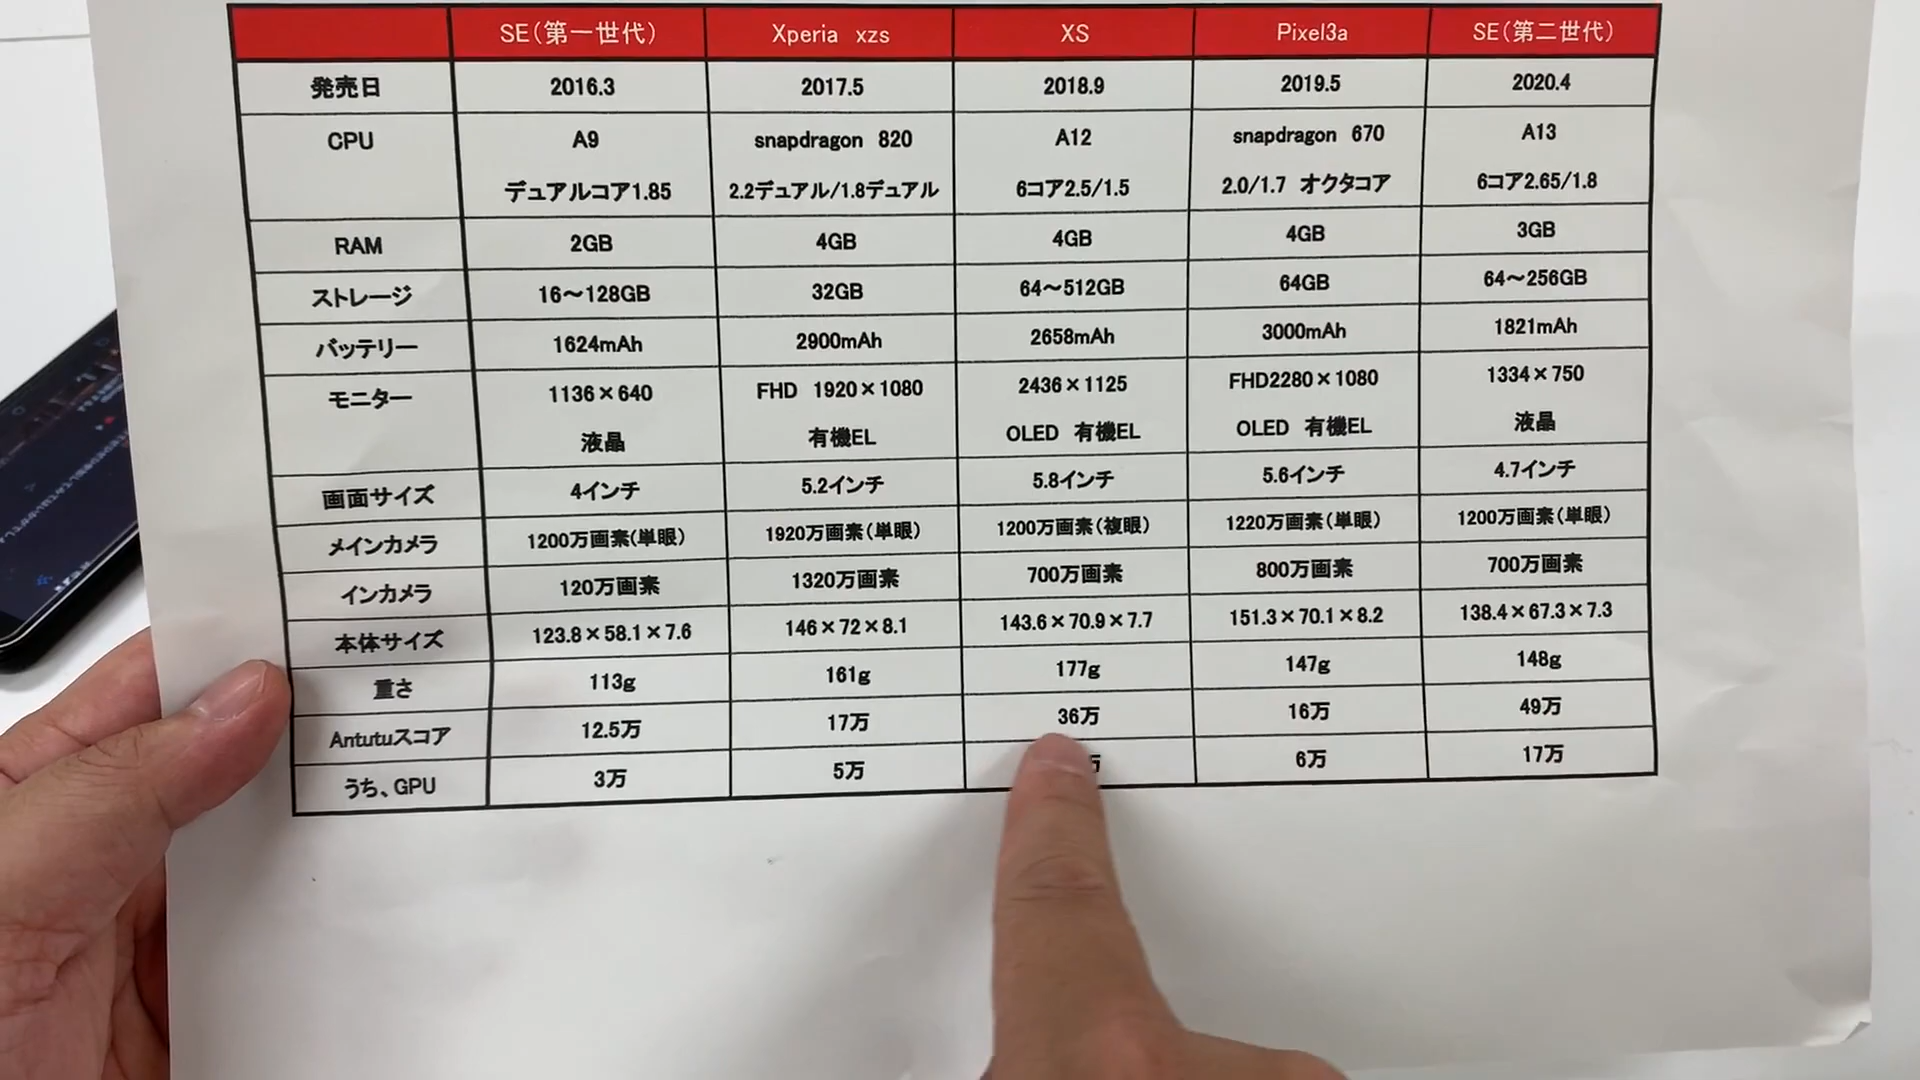 SE（第一世代） Xperia xzs XS Pixel3a SE（第二世代）
発売日 2016.3 2017.5 2018.9 2019.5 2020.4
CPU A9 snapdragon 820 A12 snapdragon 670 A13
デュアルコア1.85 2.2デュアル/1.8デュアル 6コア2.5/1.5 2.0/1.7 オクタコア 6コア2.65/1.8
RAM 2GB 4GB 4GB 4GB 3GB
ストレージ 16～128GB 32GB 64～512GB 64GB 64～256GB
バッテリー 1624mAh 2900mAh 2658mAh 3000mAh 1821mAh
モニター 1136×640 FHD 1920×1080 2436×1125 FHD2280×1080 1334×750
液晶 有機EL OLED 有機EL OLED 有機EL 液晶
画面サイズ 4インチ 5.2インチ 5.8インチ 5.6インチ 4.7インチ
メインカメラ 1200万画素(単眼） 1920万画素(単眼） 1200万画素(複眼） 1220万画素(単眼） 1200万画素(単眼）
インカメラ 120万画素 1320万画素 700万画素 800万画素 700万画素
本体サイズ 123.8×58.1×7.6 146×72×8.1 143.6×70.9×7.7 151.3×70.1×8.2 138.4×67.3×7.3
重さ 113g 161g 177g 147g 148g
Antutuスコア 12.5万 17万 36万 16万 49万
うち、GPU 3万 5万 万 6万 17万